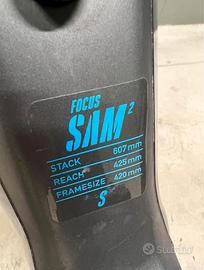 FOCUS
SAM²
STACK 607mm
REACH 425mm
FRAMESIZE 420mm
S
subito